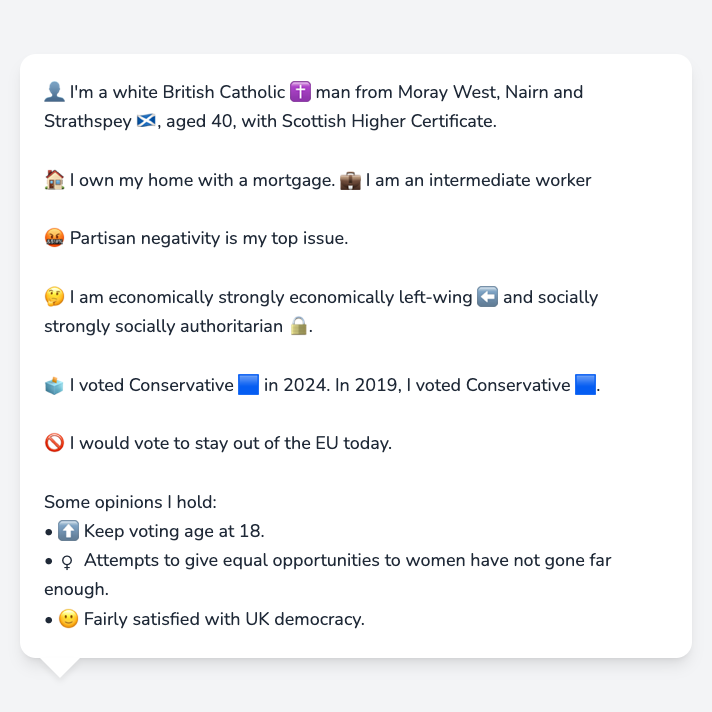 👤 I'm a white British Catholic ✝️ man from Moray West, Nairn and
Strathspey 🏴󠁧󠁢󠁳󠁣󠁴󠁿, aged 40, with Scottish Higher Certificate.
🏠 I own my home with a mortgage. 💼 I am an intermediate worker
🤬 Partisan negativity is my top issue.
🤔 I am economically strongly economically left-wing ⬅️ and socially
strongly socially authoritarian 🔒.
🗳️ I voted Conservative 🟦 in 2024. In 2019, I voted Conservative 🟦.
🚫 I would vote to stay out of the EU today.
Some opinions I hold:
• ⬆️ Keep voting age at 18.
• ♀ Attempts to give equal opportunities to women have not gone far
enough.
• 🙂 Fairly satisfied with UK democracy.